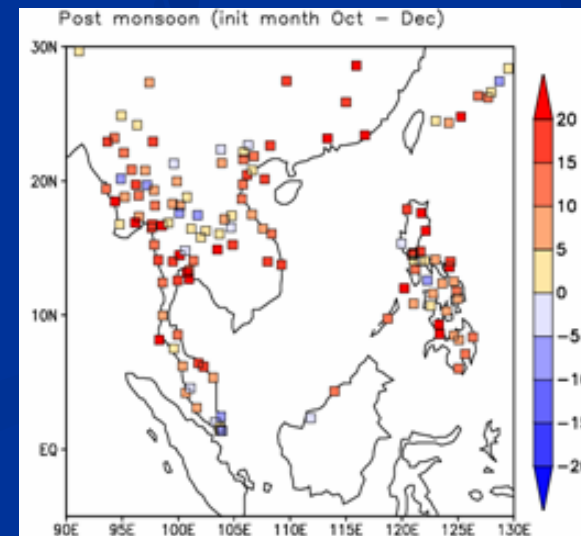 Post monsoon (init month Oct – Dec)
30N
20N
10N
EQ
90E 95E 100E 105E 110E 115E 120E 125E 130E
20
15
10
5
0
-5
-10
-15
-20